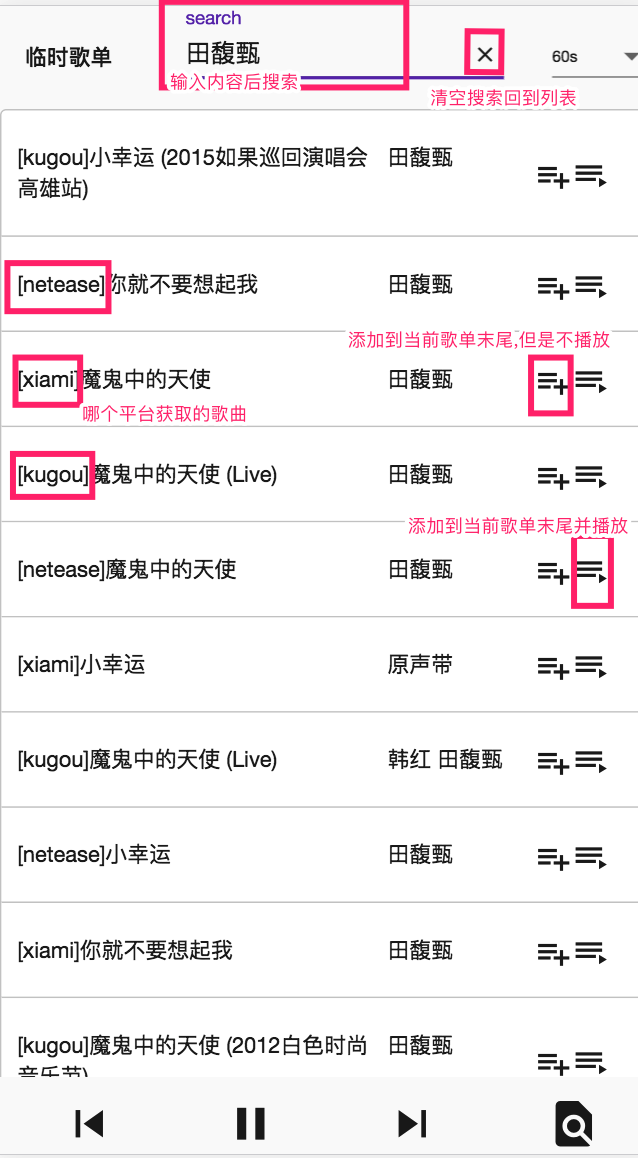 search
临时歌单
田馥甄
60s
输入内容后搜索
清空搜索回到列表
[kugou]小幸运 (2015如果巡回演唱会
高雄站)
田馥甄
[netease]你就不要想起我
田馥甄
添加到当前歌单末尾,但是不播放
[xiami]魔鬼中的天使
田馥甄
哪个平台获取的歌曲
[kugou]魔鬼中的天使 (Live)
田馥甄
添加到当前歌单末尾并播放
[netease]魔鬼中的天使
田馥甄
[xiami]小幸运
原声带
[kugou]魔鬼中的天使 (Live)
韩红 田馥甄
[netease]小幸运
田馥甄
[xiami]你就不要想起我
田馥甄
[kugou]魔鬼中的天使 (2012白色时尚
音乐节)
田馥甄